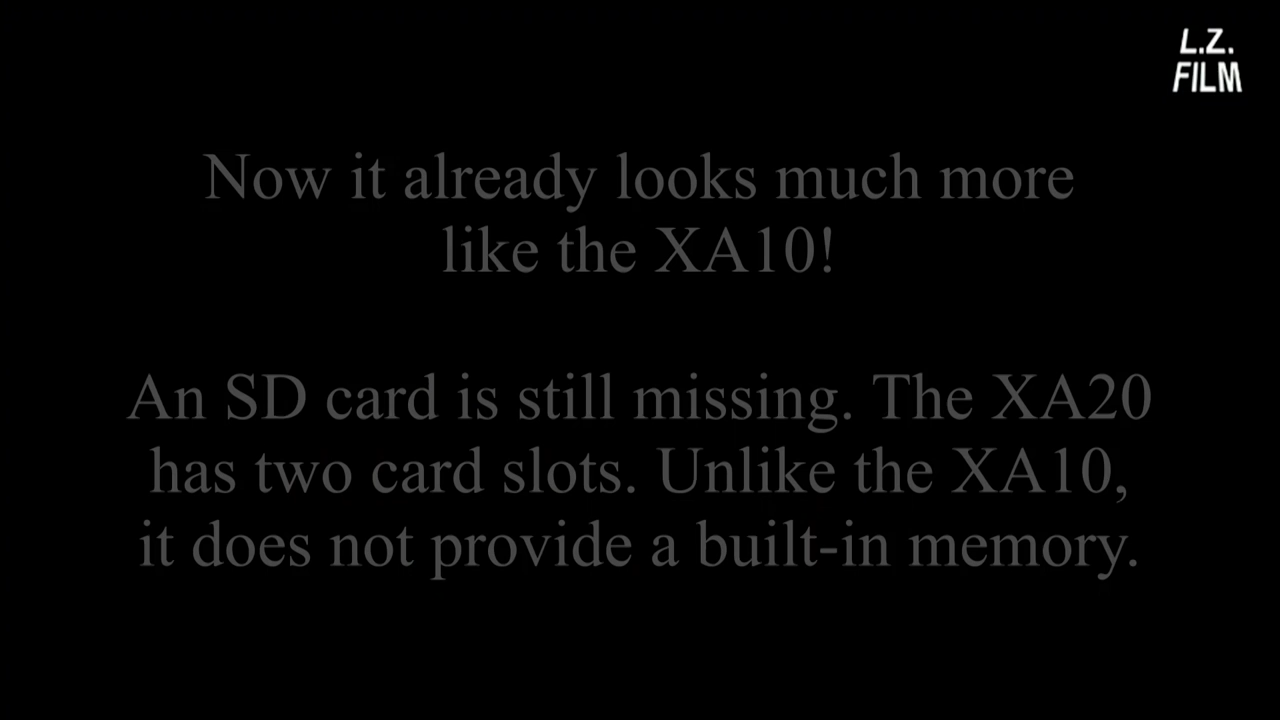 L.Z.
FILM
Now it already looks much more
like the XA10!
An SD card is still missing. The XA20
has two card slots. Unlike the XA10,
it does not provide a built-in memory.